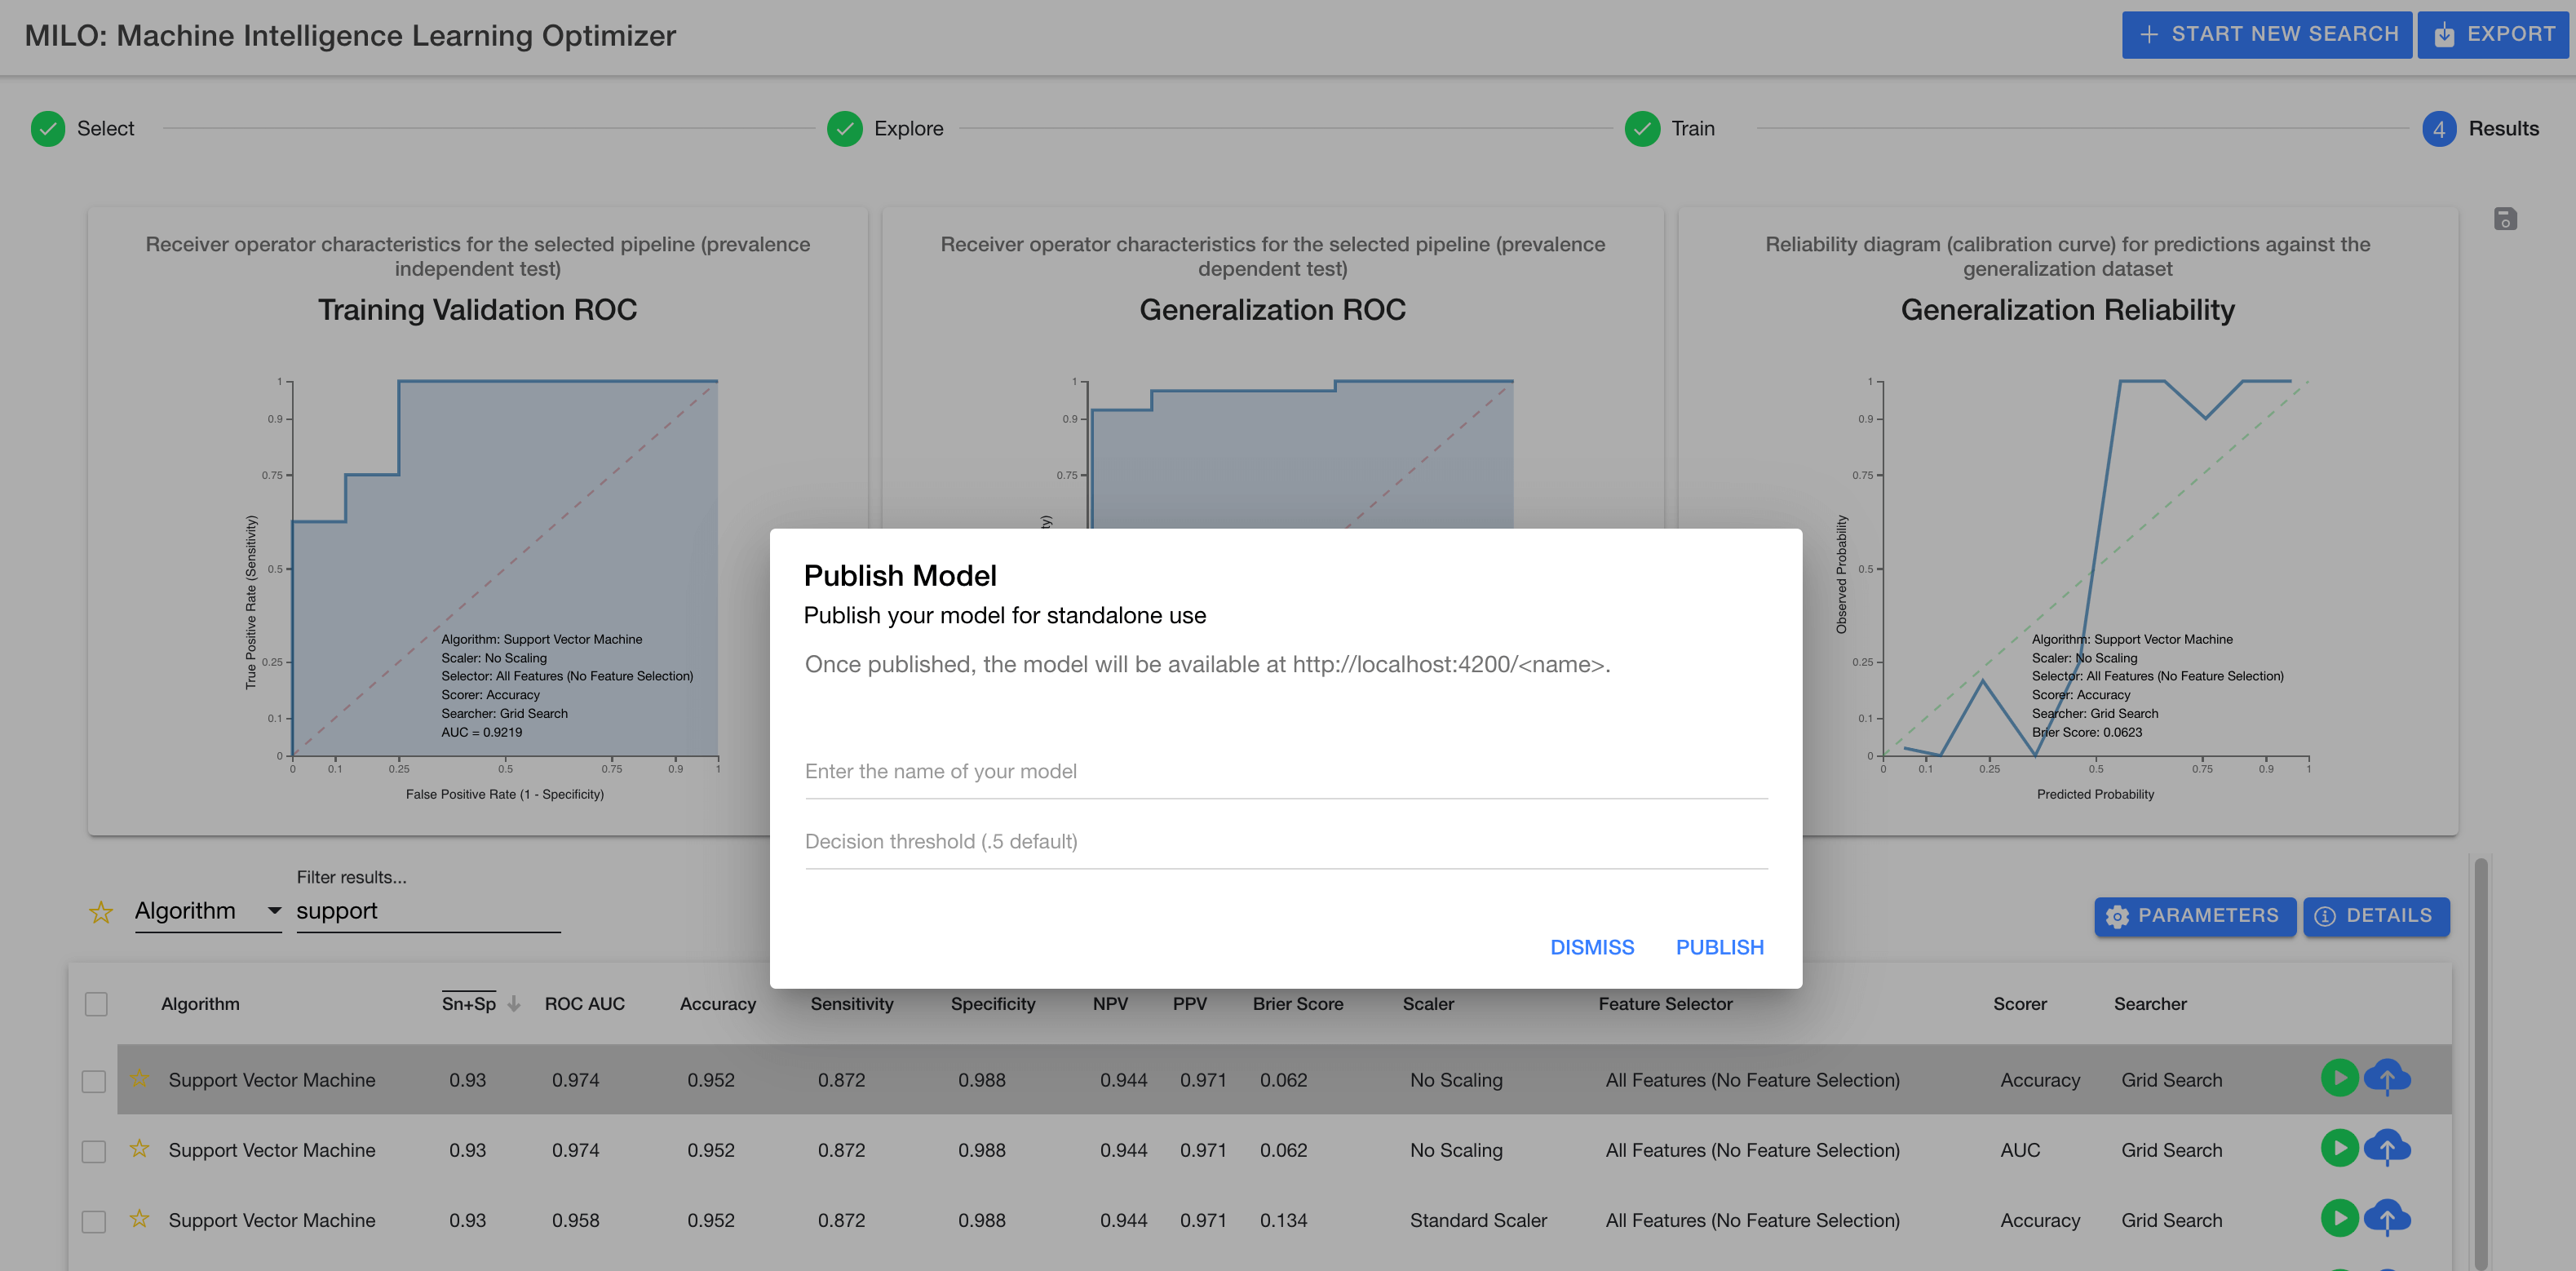 MILO: Machine Intelligence Learning Optimizer
START NEW SEARCH
EXPORT
Select
Explore
Train
4 Results
Receiver operator characteristics for the selected pipeline (prevalence
independent test)
Training Validation ROC
1
0.9
0.75
0.5
0.25
0.1
0
True Positive Rate (Sensitivity)
Algorithm: Support Vector Machine
Scaler: No Scaling
Selector: All Features (No Feature Selection)
Scorer: Accuracy
Searcher: Grid Search
AUC = 0.9219
0 0.1 0.25 0.5 0.75 0.9 1
False Positive Rate (1 - Specificity)
Receiver operator characteristics for the selected pipeline (prevalence
dependent test)
Generalization ROC
1
0.9
0.75
ty)
Reliability diagram (calibration curve) for predictions against the
generalization dataset
Generalization Reliability
1
0.9
0.75
0.5
0.25
0.1
0
Observed Probability
Algorithm: Support Vector Machine
Scaler: No Scaling
Selector: All Features (No Feature Selection)
Scorer: Accuracy
Searcher: Grid Search
Brier Score: 0.0623
0 0.1 0.25 0.5 0.75 0.9 1
Predicted Probability
Publish Model
Publish your model for standalone use
Once published, the model will be available at http://localhost:4200/<name>.
Enter the name of your model
Decision threshold (.5 default)
DISMISS PUBLISH
Filter results...
Algorithm support
PARAMETERS DETAILS
Algorithm Sn+Sp ROC AUC Accuracy Sensitivity Specificity NPV PPV Brier Score Scaler Feature Selector Scorer Searcher
Support Vector Machine 0.93 0.974 0.952 0.872 0.988 0.944 0.971 0.062 No Scaling All Features (No Feature Selection) Accuracy Grid Search
Support Vector Machine 0.93 0.974 0.952 0.872 0.988 0.944 0.971 0.062 No Scaling All Features (No Feature Selection) AUC Grid Search
Support Vector Machine 0.93 0.958 0.952 0.872 0.988 0.944 0.971 0.134 Standard Scaler All Features (No Feature Selection) Accuracy Grid Search